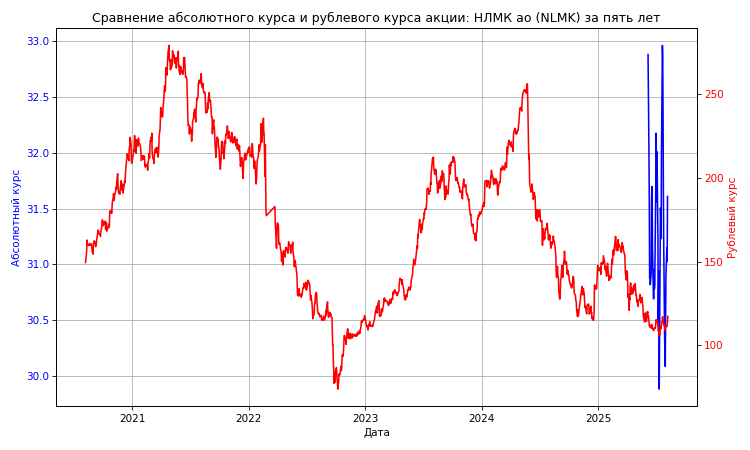 Сравнение абсолютного курса и рублевого курса акции: НЛМК ао (NLMK) за пять лет
33.0
32.5
32.0
31.5
31.0
30.5
30.0
Абсолютный курс
250
200
150
100
Рублевый курс
2021 2022 2023 2024 2025
Дата